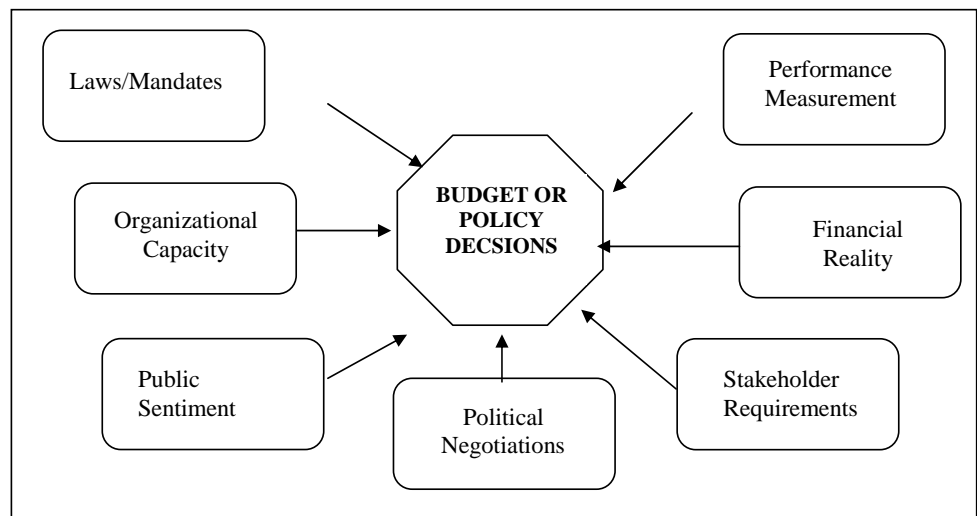 Laws/Mandates
Performance
Measurement
BUDGET OR
POLICY
DECSIONS
Organizational
Capacity
Financial
Reality
Public
Sentiment
Political
Negotiations
Stakeholder
Requirements